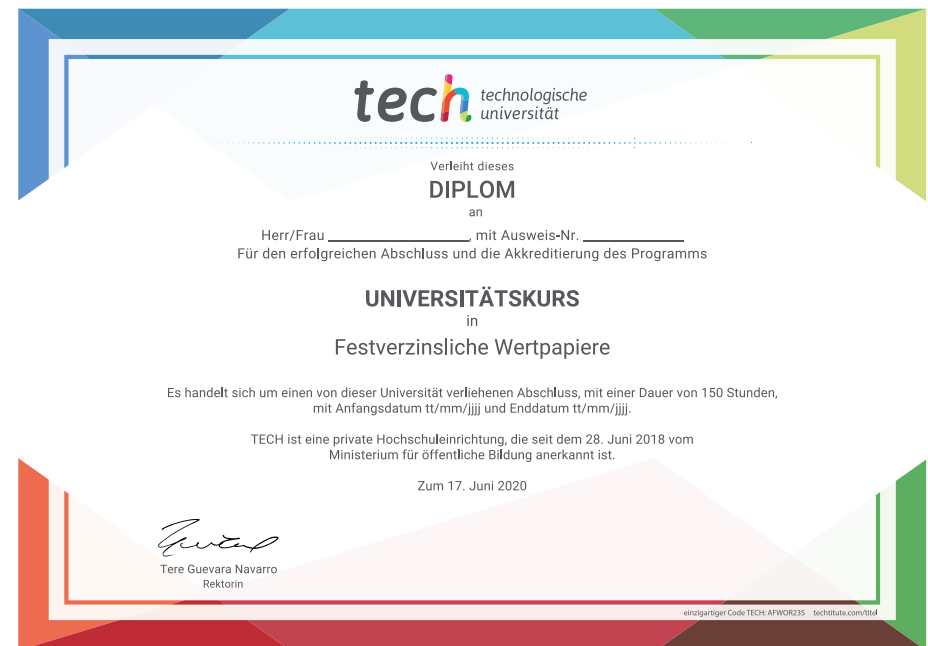 tech technologische
universität
Verleiht dieses
DIPLOM
an
Herr/Frau ____________________, mit Ausweis-Nr. ______________
Für den erfolgreichen Abschluss und die Akkreditierung des Programms
UNIVERSITÄTSKURS
in
Festverzinsliche Wertpapiere
Es handelt sich um einen von dieser Universität verliehenen Abschluss, mit einer Dauer von 150 Stunden,
mit Anfangsdatum tt/mm/jjjj und Enddatum tt/mm/jjjj.
TECH ist eine private Hochschuleinrichtung, die seit dem 28. Juni 2018 vom
Ministerium für öffentliche Bildung anerkannt ist.
Zum 17. Juni 2020
Tere Guevara Navarro
Rektorin
einzigartiger Code TECH: AFWOR23S techtitute.com/titel